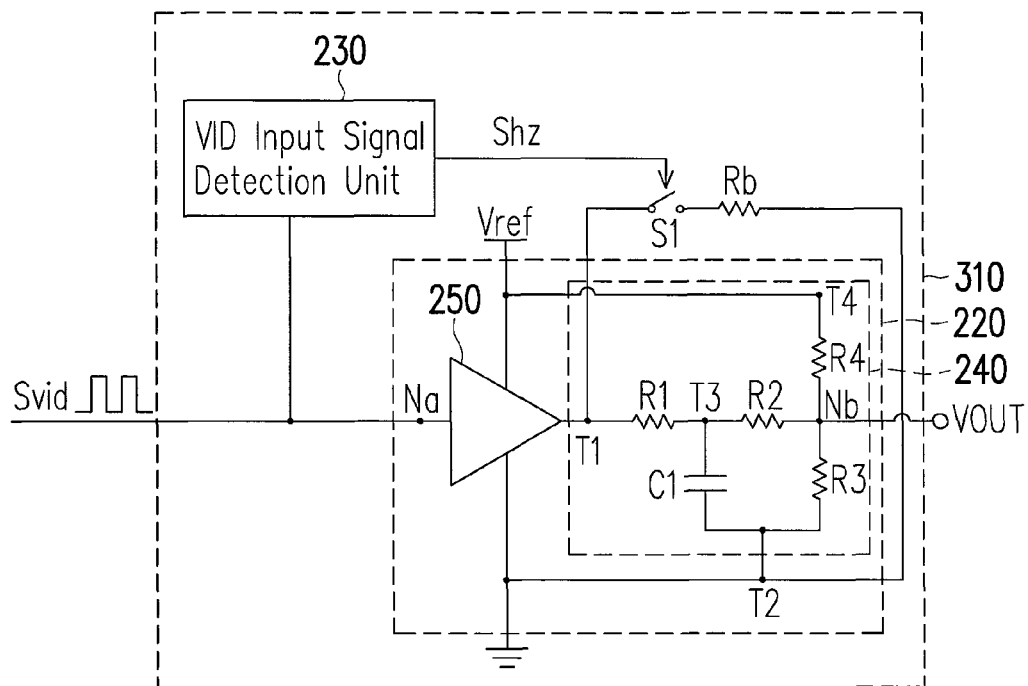 230
VID Input Signal
Detection Unit
Shz
S1
Rb
Vref
310
T4
220
250
R4
240
Svid
Na
T1
R1
T3
R2
Nb
VOUT
C1
R3
T2